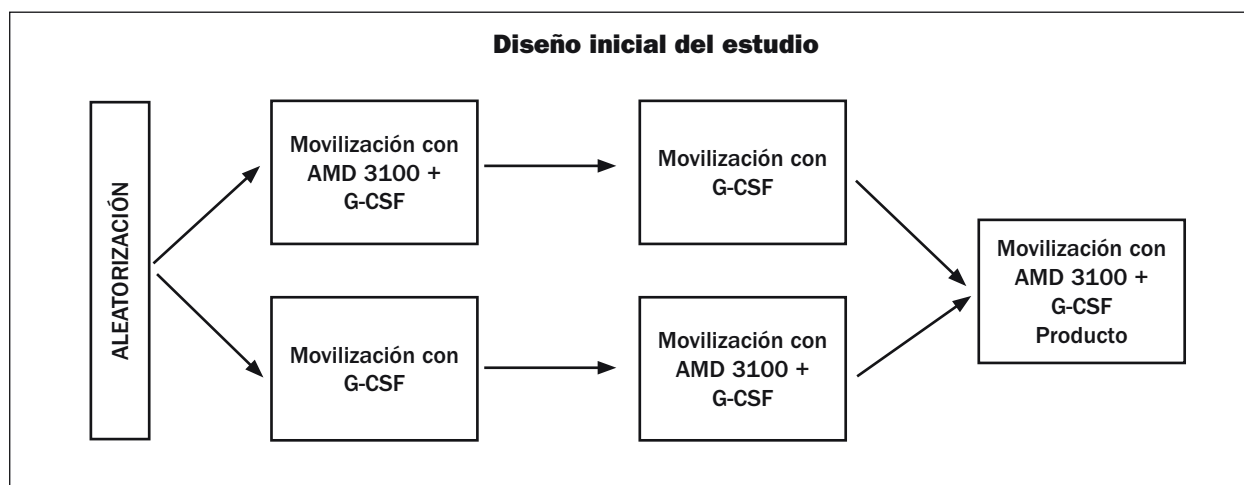 Diseño inicial del estudio
ALEATORIZACIÓN
Movilización con
AMD 3100 +
G-CSF
Movilización con
G-CSF
Movilización con
G-CSF
Movilización con
AMD 3100 +
G-CSF
Movilización con
AMD 3100 +
G-CSF
Producto